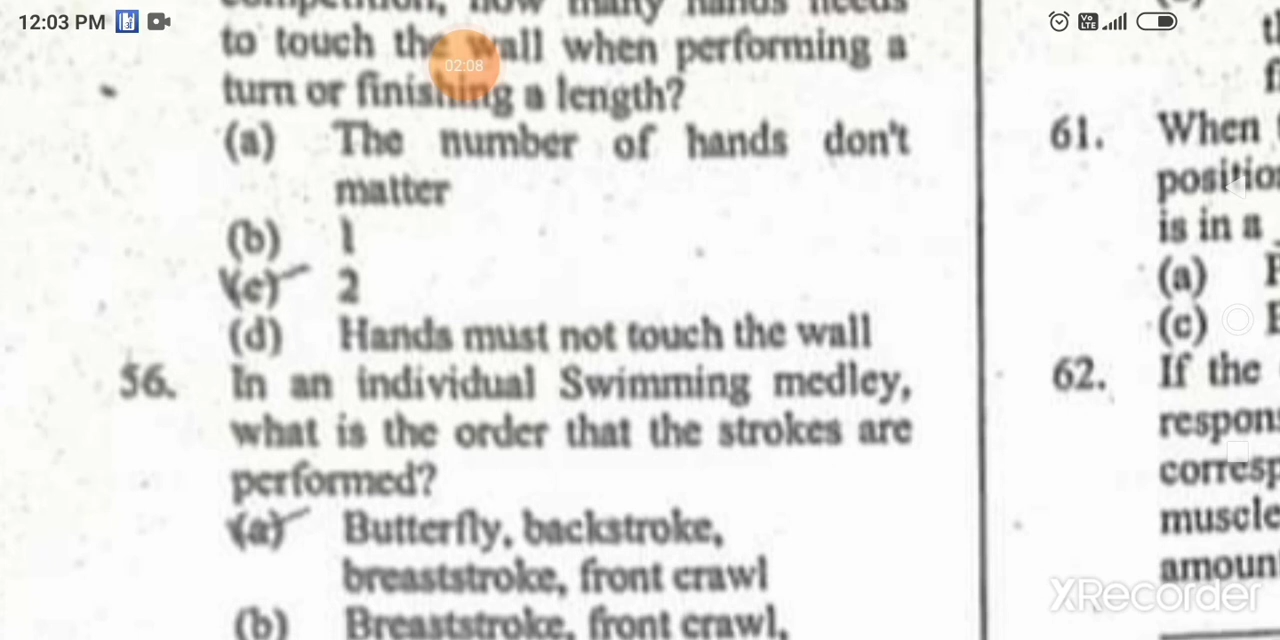 12:03 PM
02:08
to touch the wall when performing a
turn or finishing a length?
(a) The number of hands don't
matter
(b) 1
(c) 2
(d) Hands must not touch the wall
56. In an individual Swimming medley,
what is the order that the strokes are
performed?
(a) Butterfly, backstroke,
breaststroke, front crawl
(b) Breaststroke, front crawl,
61. When
is in a
(a)
(c)
62. If the
XRecorder